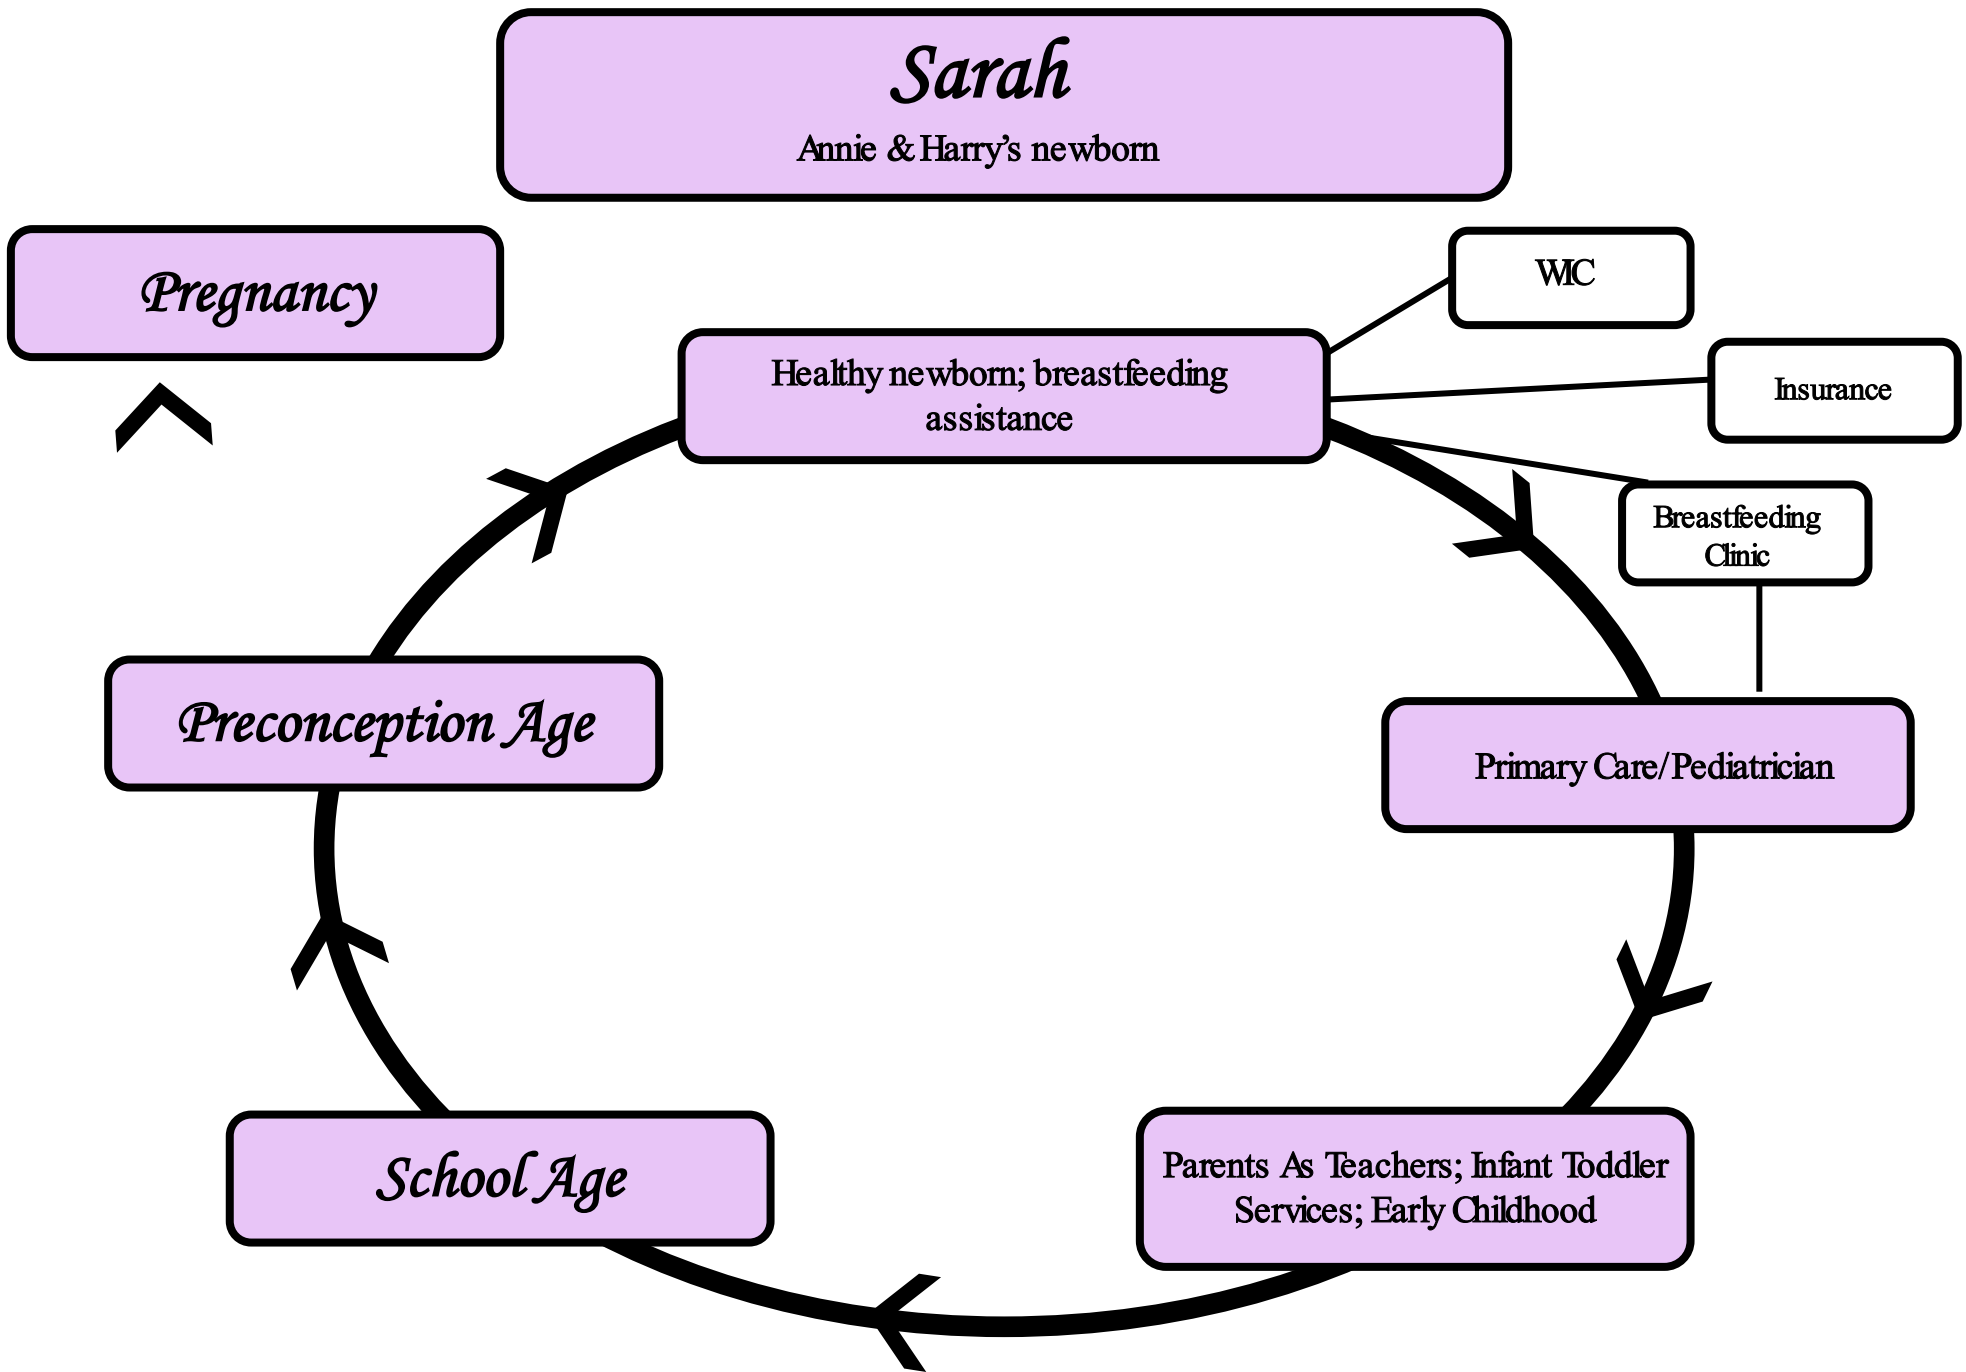 Sarah
Annie & Harry's newborn
Pregnancy
WIC
Healthy newborn; breastfeeding
assistance
Insurance
Breastfeeding
Clinic
Preconception Age
Primary Care/Pediatrician
School Age
Parents As Teachers; Infant Toddler
Services; Early Childhood